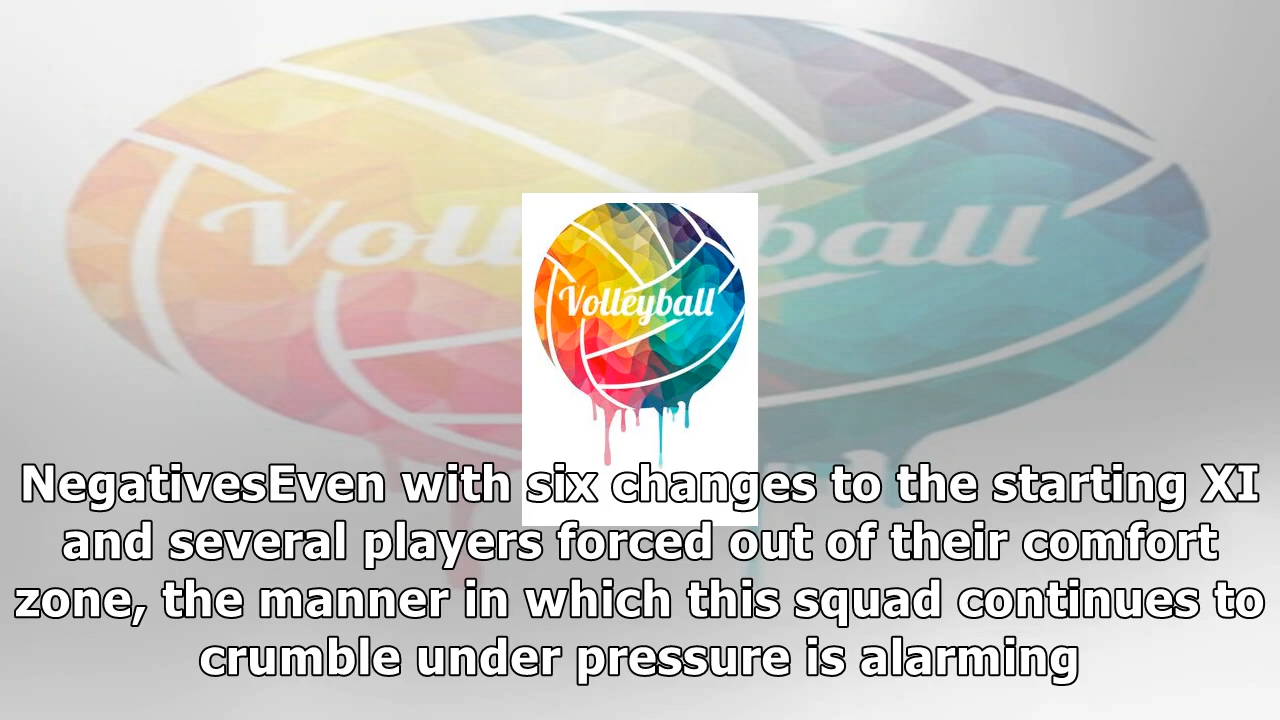 Volleyball
Volleyball
NegativesEven with six changes to the starting XI
and several players forced out of their comfort
zone, the manner in which this squad continues to
crumble under pressure is alarming